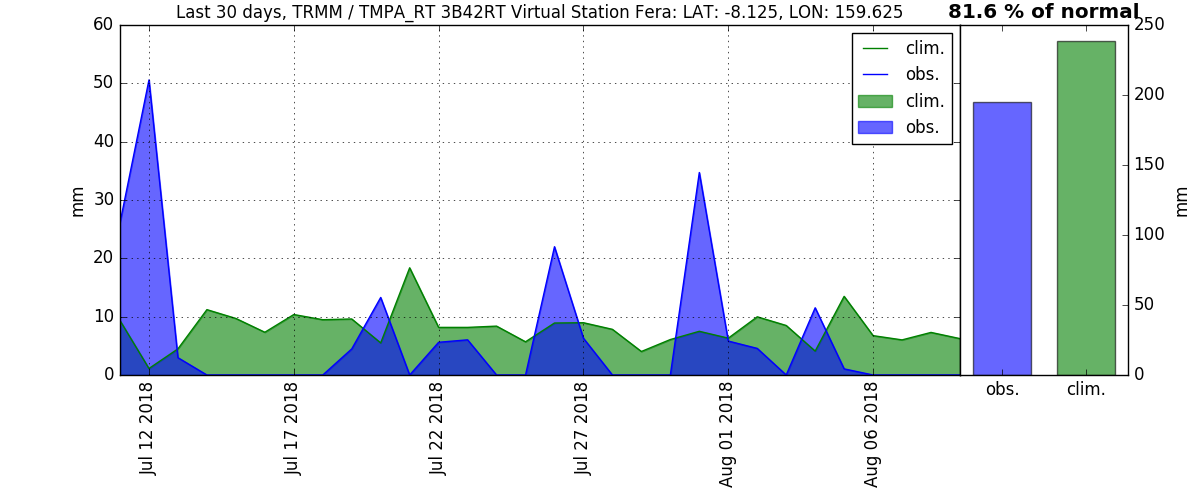 Last 30 days, TRMM / TMPA_RT 3B42RT Virtual Station Fera: LAT: -8.125, LON: 159.625
81.6 % of normal
60
50
40
30
20
10
0
mm
clim.
obs.
clim.
obs.
Jul 12 2018
Jul 17 2018
Jul 22 2018
Jul 27 2018
Aug 01 2018
Aug 06 2018
250
200
150
100
50
0
mm
obs.
clim.